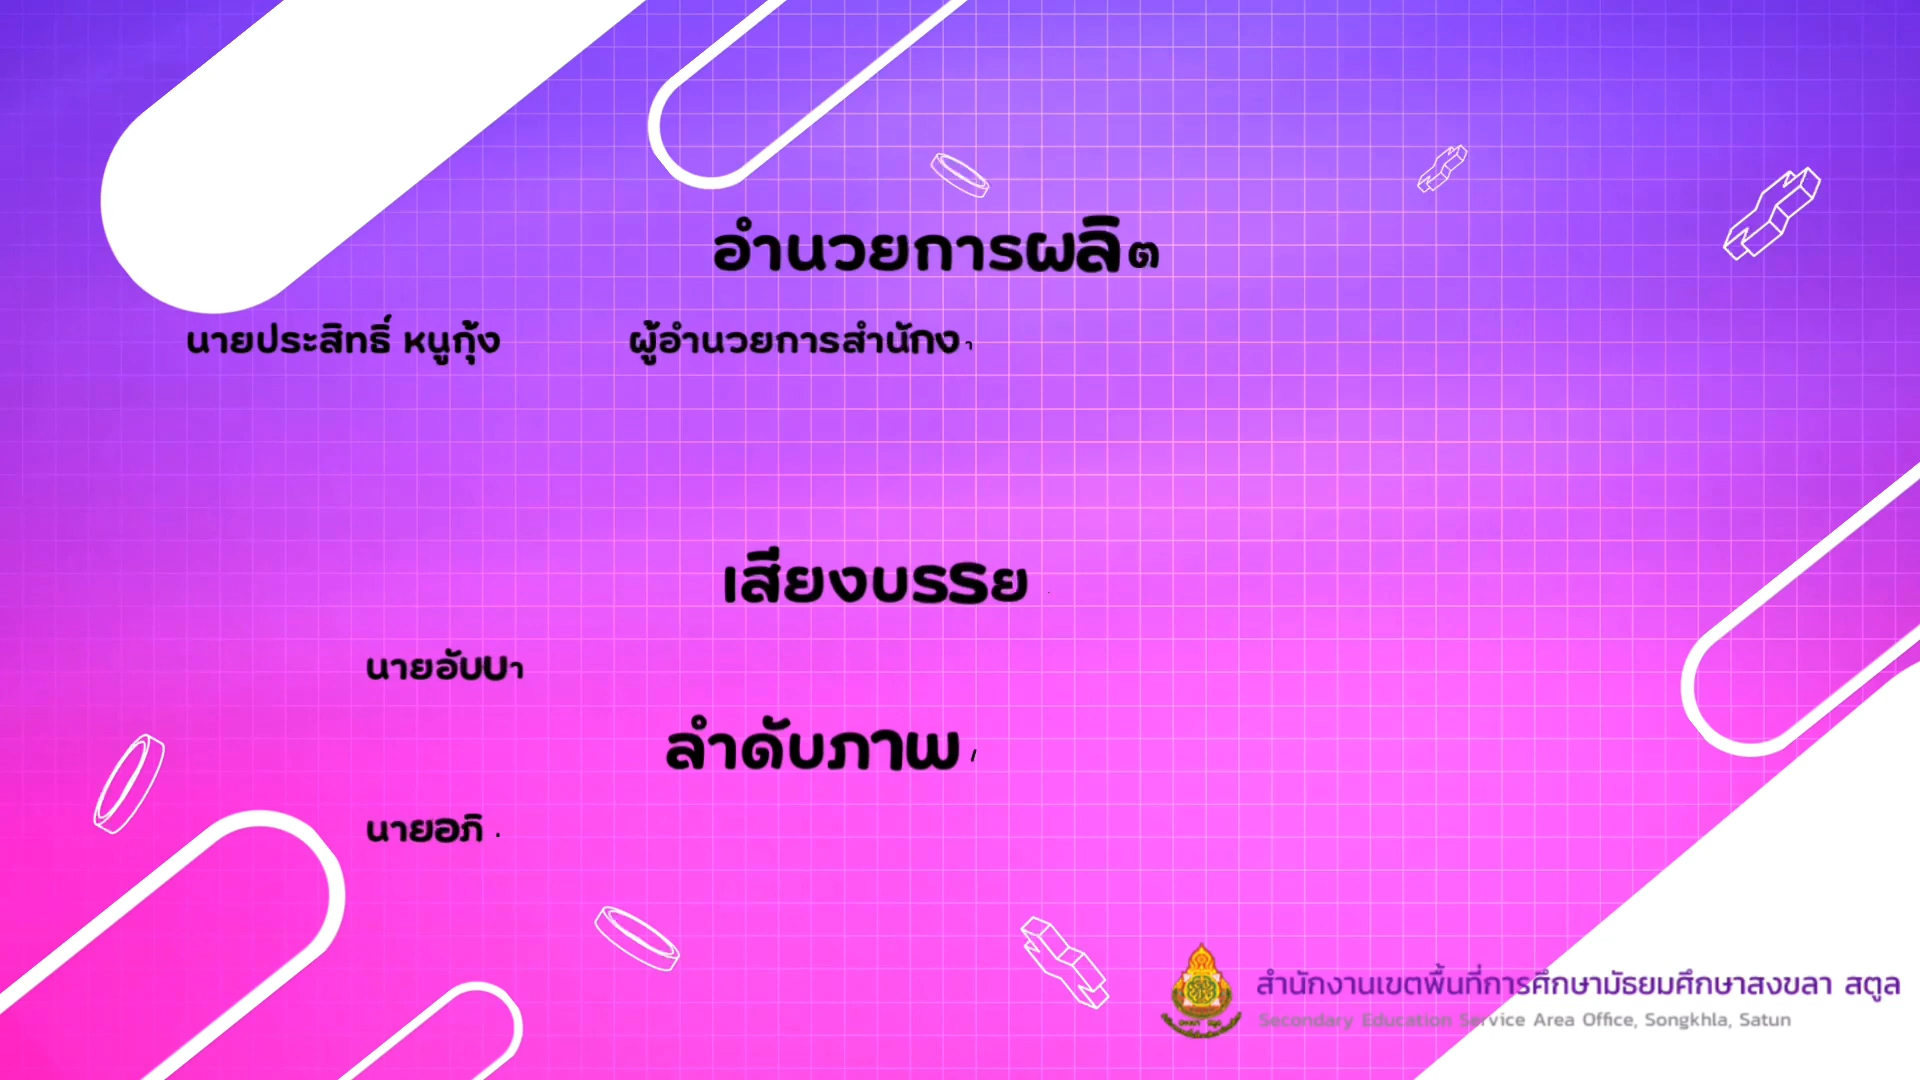 อำนวยการผลิต
นายประสิทธิ์ หนูกุ้ง ผู้อำนวยการสำนักงา
เสียงบรรย
นายอับบา
ลำดับภาพ
นายอภิ
สำนักงานเขตพื้นที่การศึกษามัธยมศึกษาสงขลา สตูล
Secondary Education Service Area Office, Songkhla, Satun